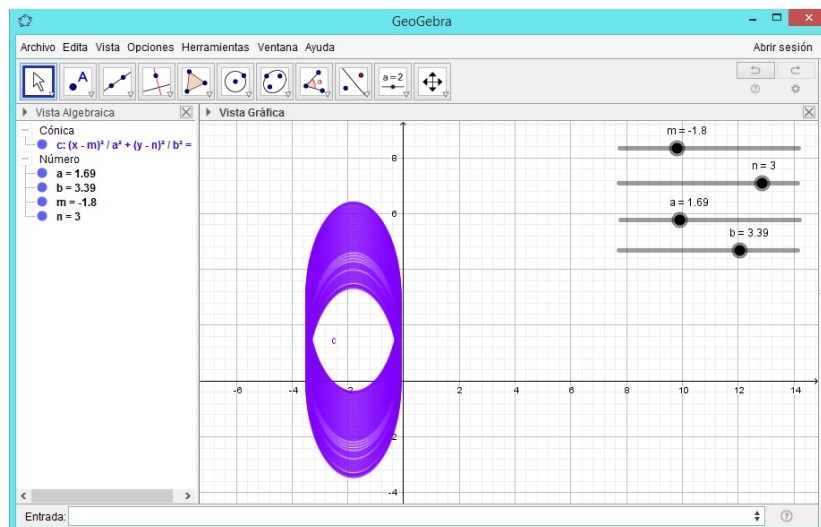 GeoGebra
Archivo Edita Vista Opciones Herramientas Ventana Ayuda
Abrir sesión
A
α
a = 2
Vista Algebraica
Vista Gráfica
Cónica
c: (x - m)² / a² + (y - n)² / b² =
Número
a = 1.69
b = 3.39
m = -1.8
n = 3
m = -1.8
n = 3
a = 1.69
b = 3.39
8
6
c
-6 -4 -2 2 4 6 8 10 12 14
-2
-4
Entrada: